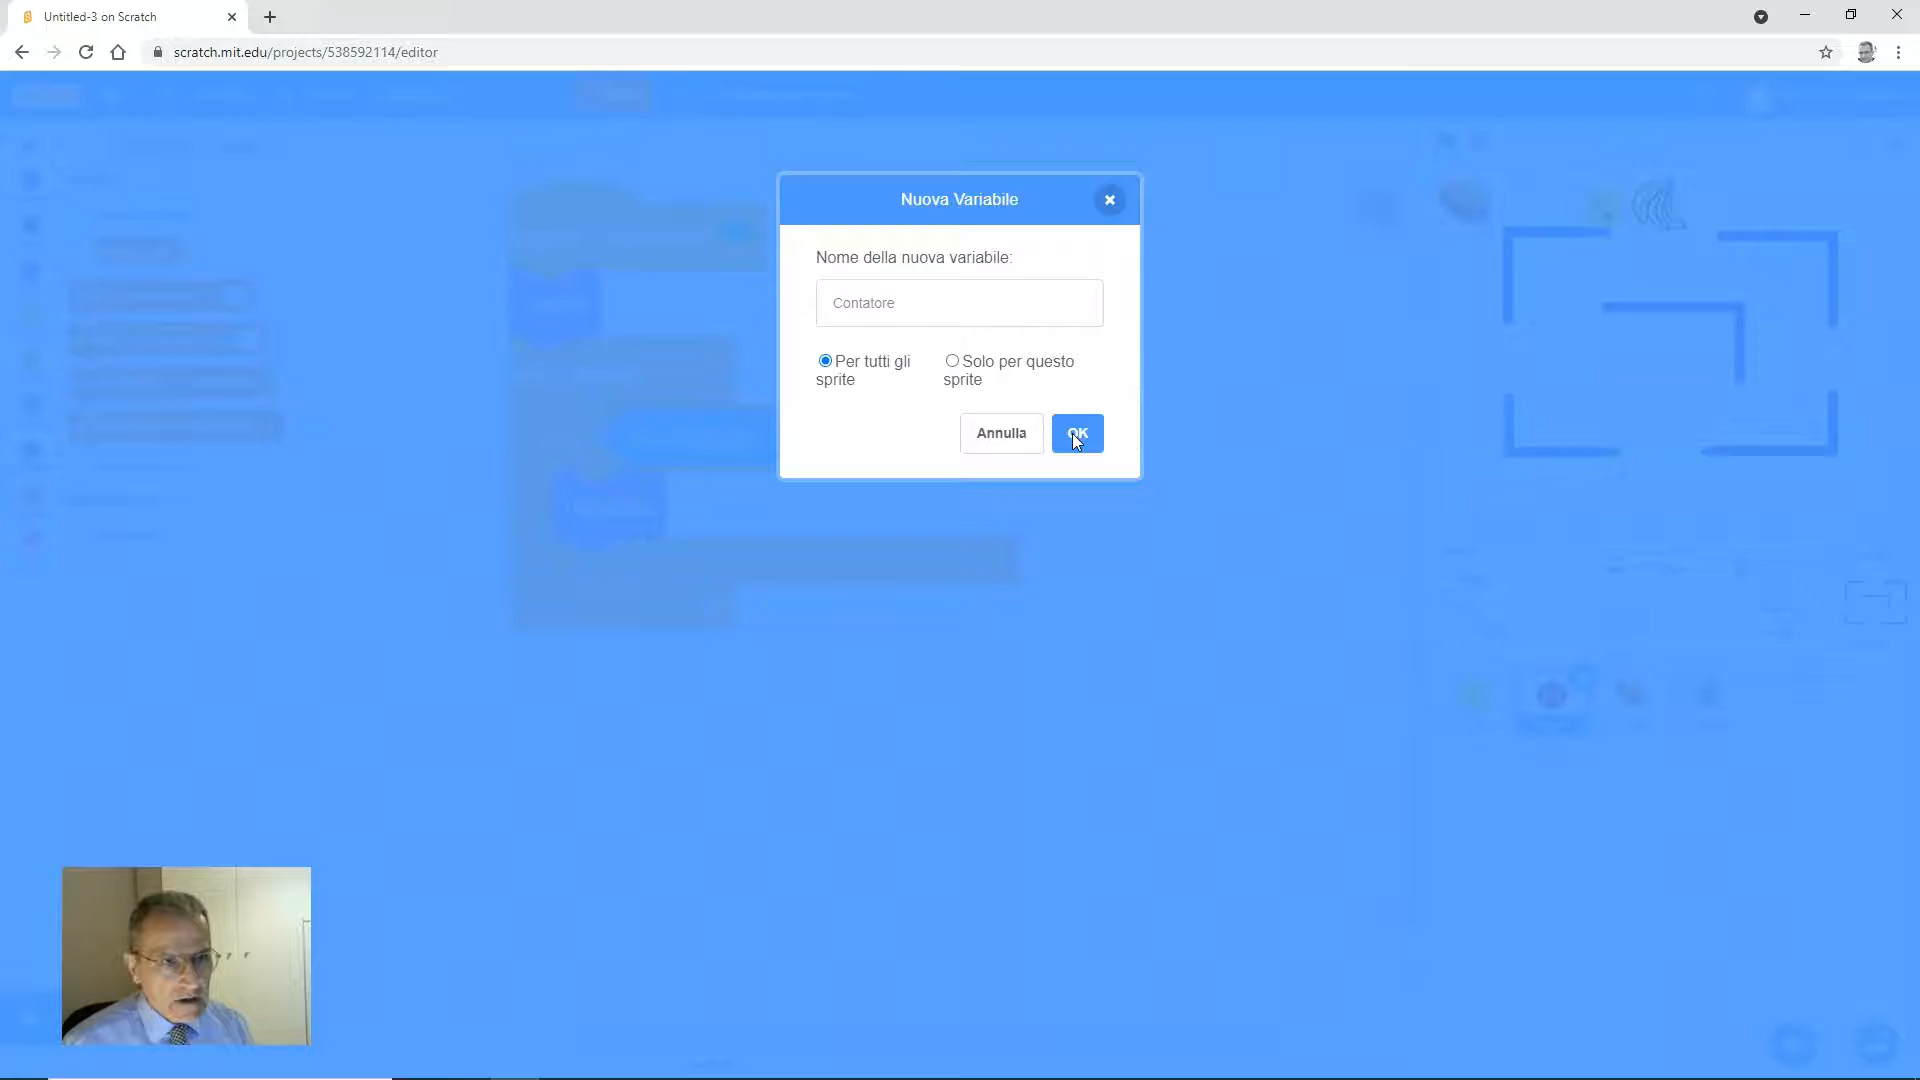 Untitled-3 on Scratch
scratch.mit.edu/projects/538592114/editor
Nuova Variabile
Nome della nuova variabile:
Contatore
Per tutti gli sprite
Solo per questo sprite
Annulla
OK